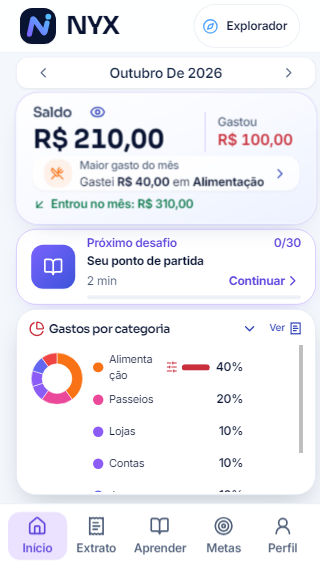 NYX
Explorador
Outubro De 2026
Saldo
R$ 210,00
Gastou
R$ 100,00
Maior gasto do mês
Gastei R$ 40,00 em Alimentação
Entrou no mês: R$ 310,00
Próximo desafio
0/30
Seu ponto de partida
2 min
Continuar
Gastos por categoria
Ver
Alimenta
ção
40%
Passeios
20%
Lojas
10%
Contas
10%
Início
Extrato
Aprender
Metas
Perfil